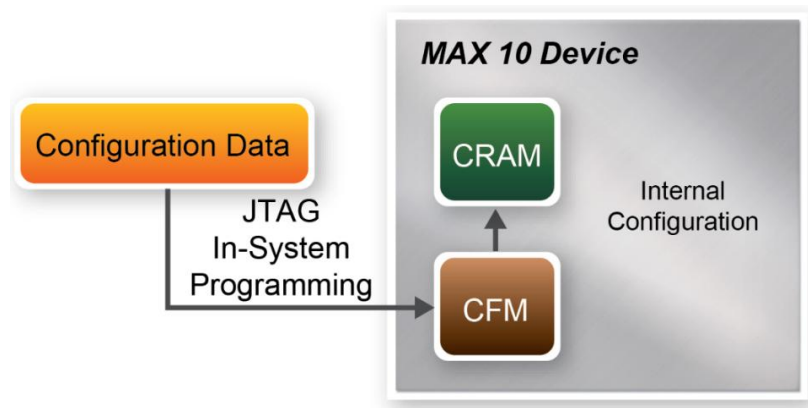 MAX 10 Device
Configuration Data
CRAM
JTAG
In-System
Programming
Internal
Configuration
CFM